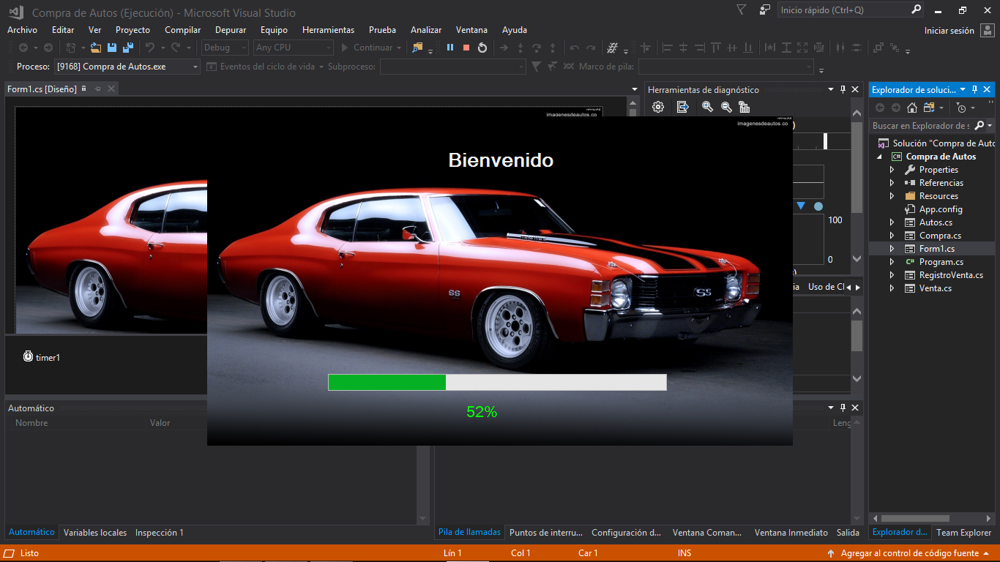 Compra de Autos (Ejecución) - Microsoft Visual Studio
Inicio rápido (Ctrl+Q)
Archivo Editar Ver Proyecto Compilar Depurar Equipo Herramientas Prueba Analizar Ventana Ayuda
Iniciar sesión
Debug Any CPU Continuar
Proceso: [9168] Compra de Autos.exe Eventos del ciclo de vida Subproceso: Marco de pila:
Form1.cs [Diseño]
Herramientas de diagnóstico
Explorador de soluci...
Buscar en Explorador de s
imagenesdeautos.co
imagenesdeautos.co
Bienvenido
SS
SS
52%
100
0
ia Uso de CI
Solución "Compra de Auto
Compra de Autos
Properties
Referencias
Resources
App.config
Autos.cs
Compra.cs
Form1.cs
Program.cs
RegistroVenta.cs
Venta.cs
timer1
Automático
Nombre Valor
Leng
Automático Variables locales Inspección 1
Pila de llamadas Puntos de interru... Configuración d... Ventana Coman... Ventana Inmediato Salida
Explorador d... Team Explorer
Listo Lín 1 Col 1 Car 1 INS Agregar al control de código fuente